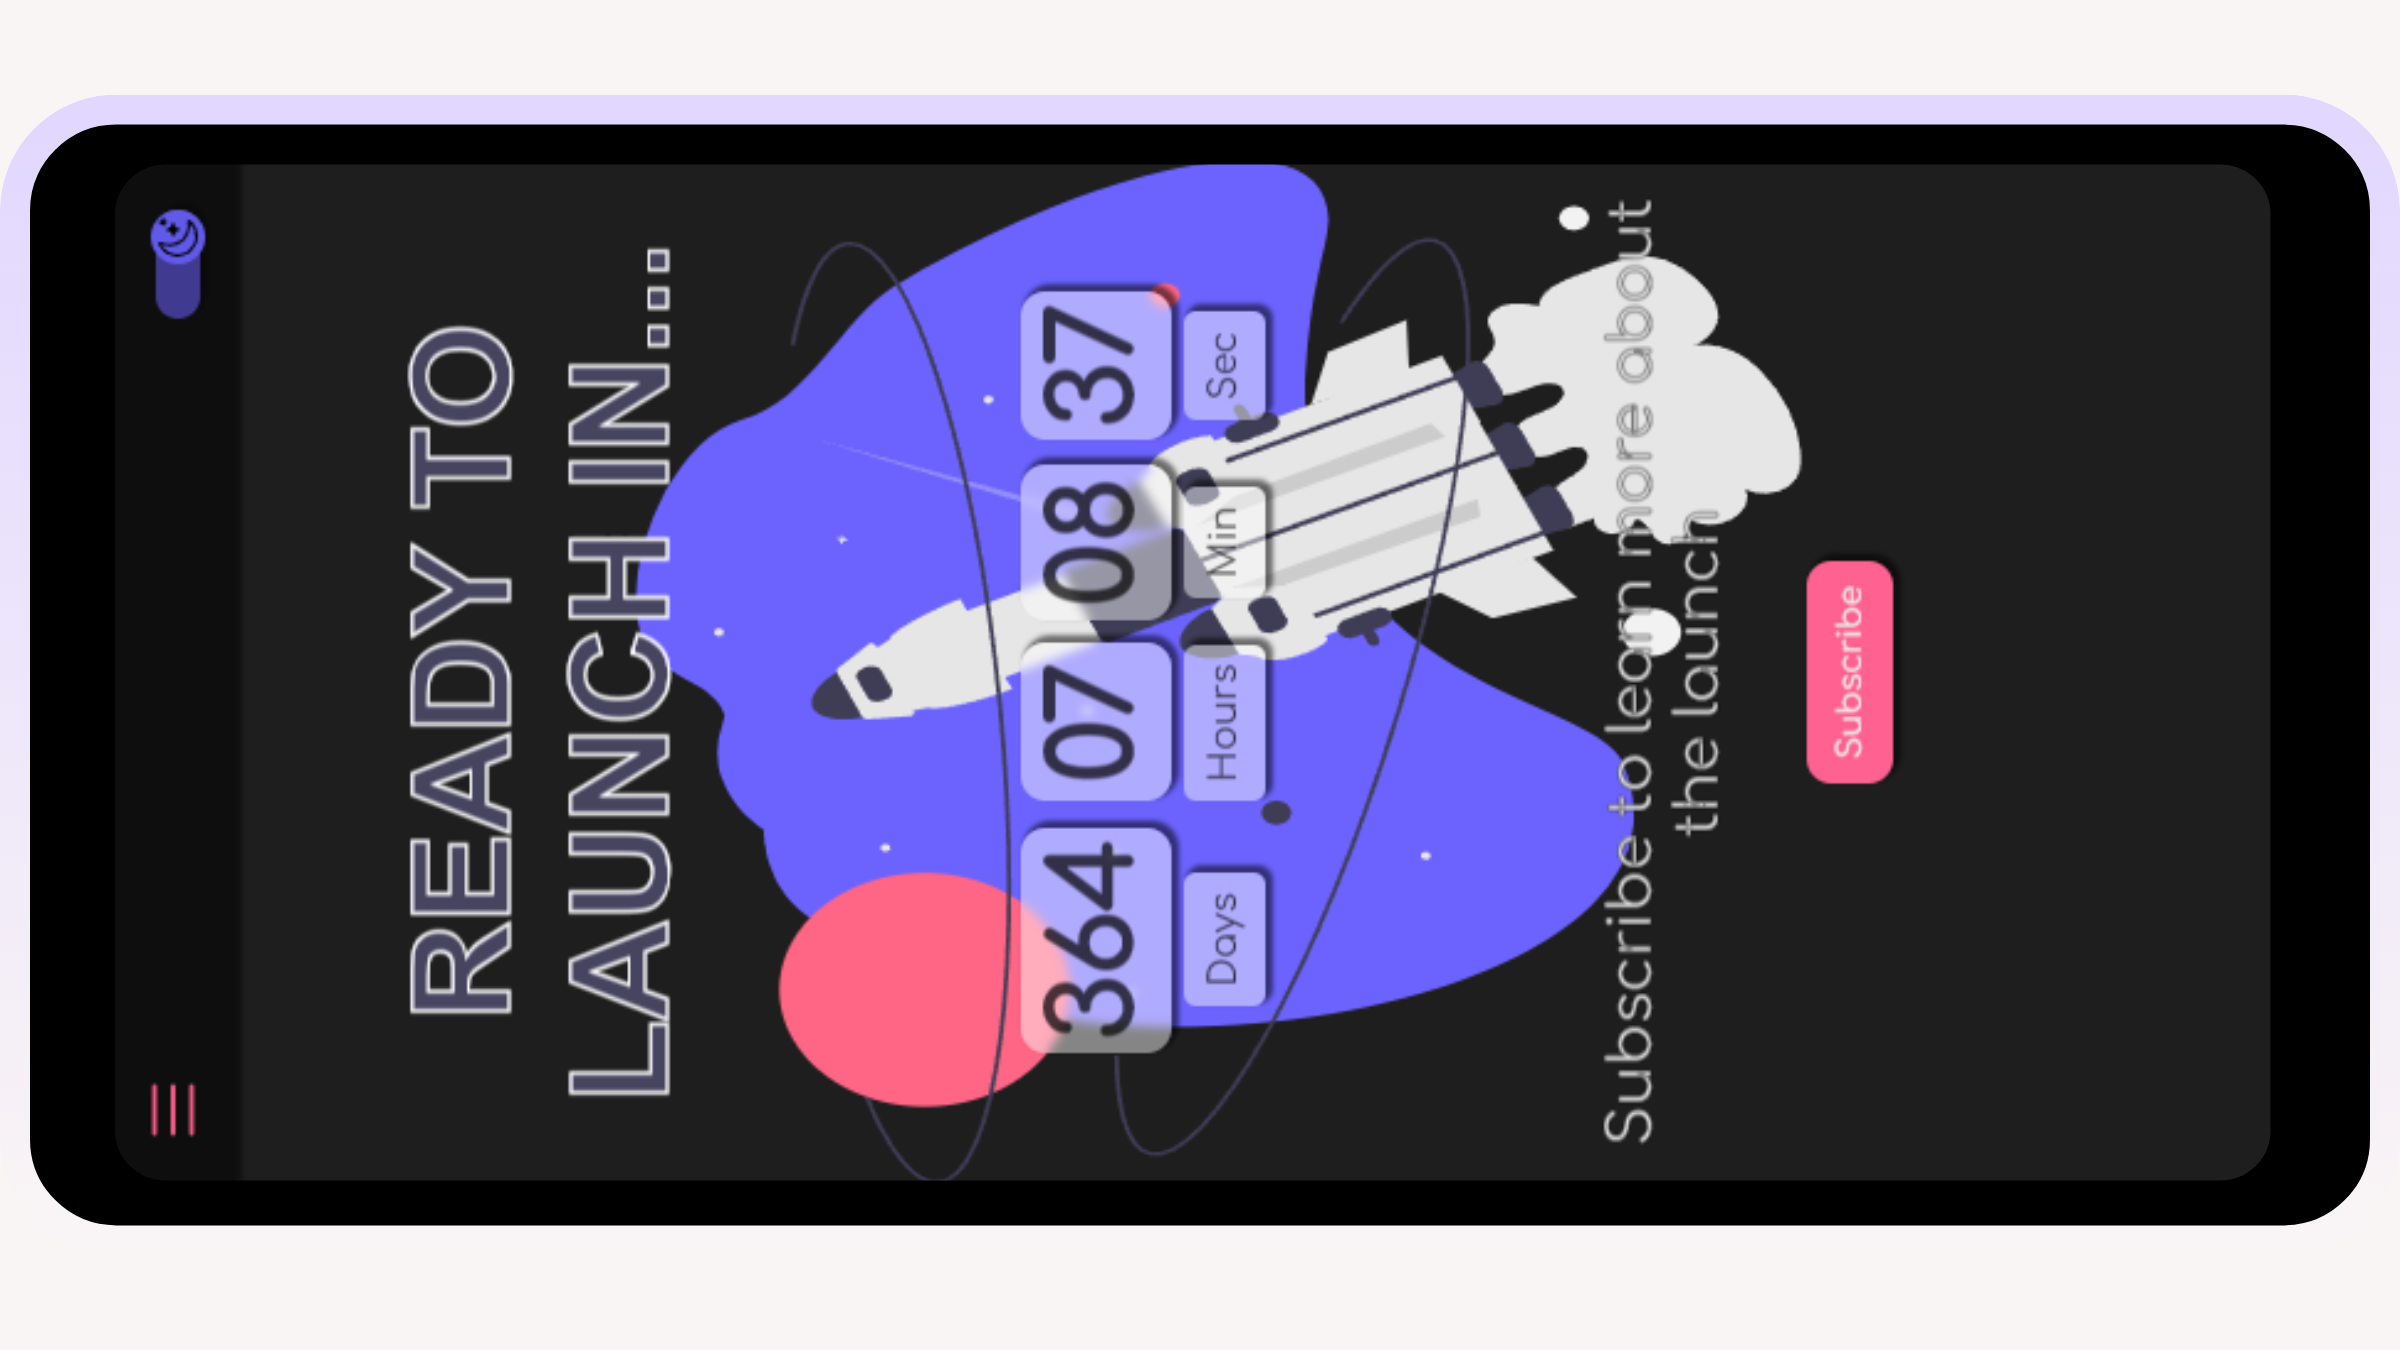 READY TO
LAUNCH IN...
364 07 08 37
Days Hours Min Sec
Subscribe to learn more about
the launch
Subscribe